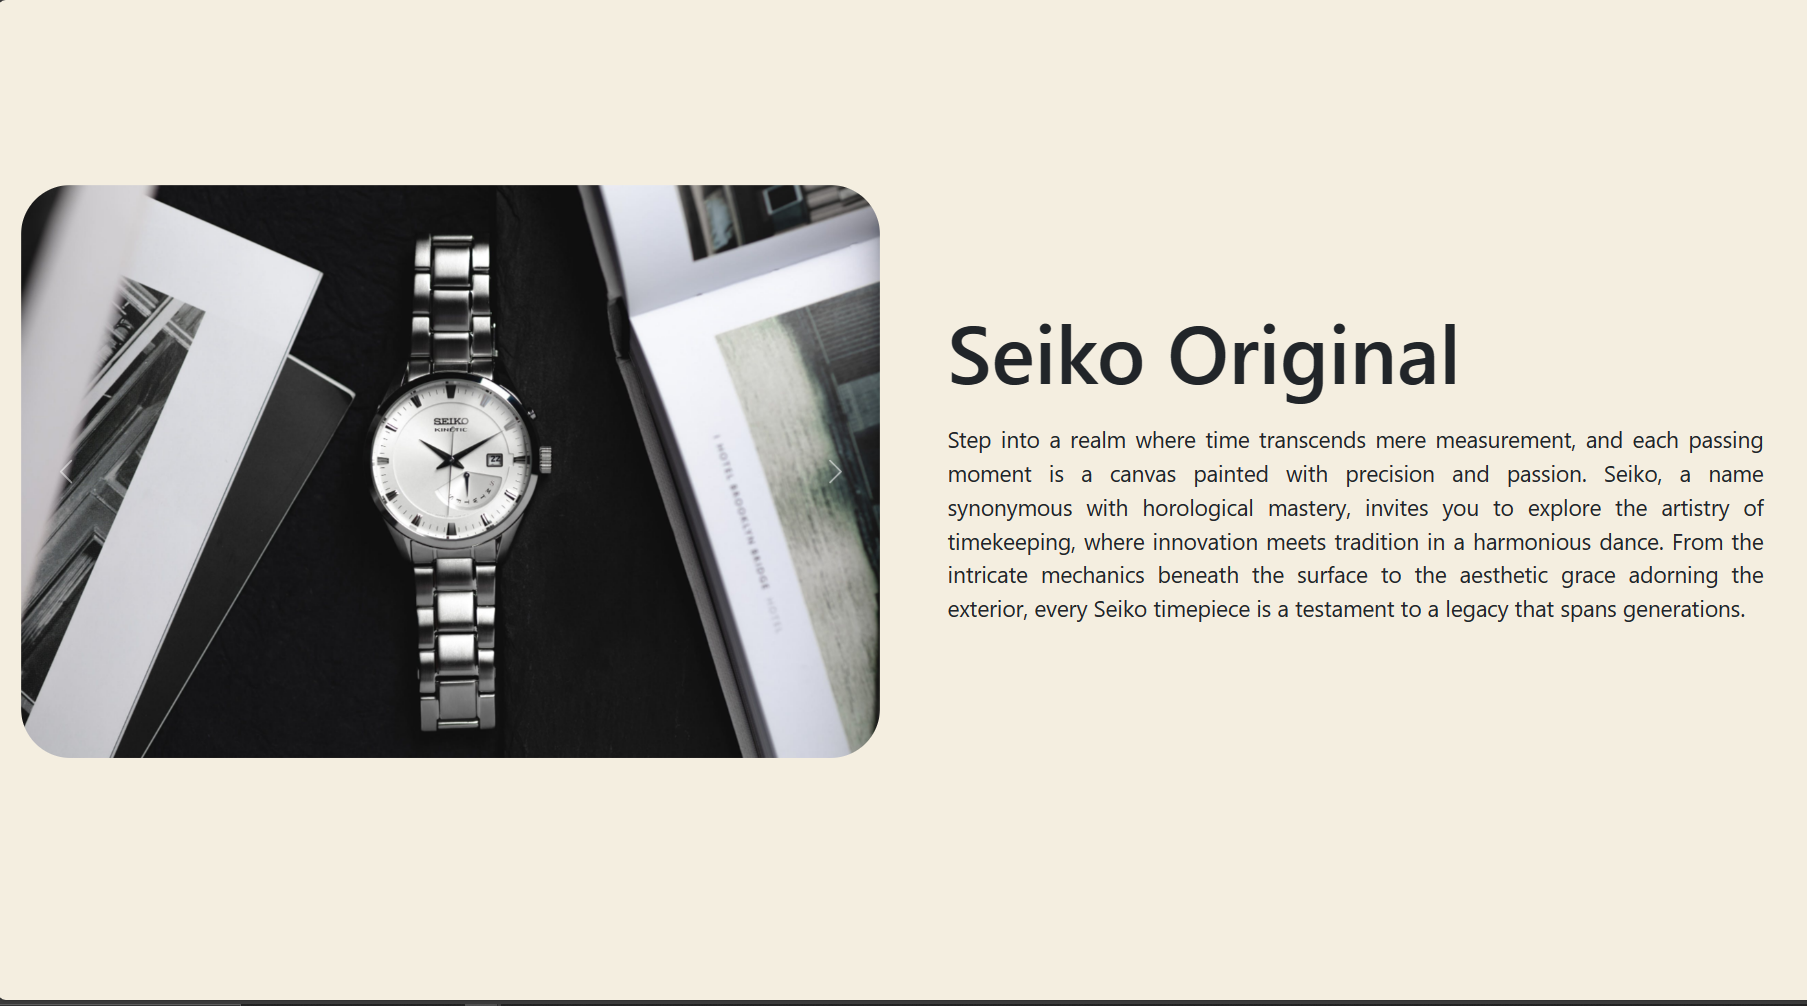 SEIKO
KINETIC
22
I HOTEL BROOKLYN BRIDGE HOTEL
Seiko Original
Step into a realm where time transcends mere measurement, and each passing
moment is a canvas painted with precision and passion. Seiko, a name
synonymous with horological mastery, invites you to explore the artistry of
timekeeping, where innovation meets tradition in a harmonious dance. From the
intricate mechanics beneath the surface to the aesthetic grace adorning the
exterior, every Seiko timepiece is a testament to a legacy that spans generations.